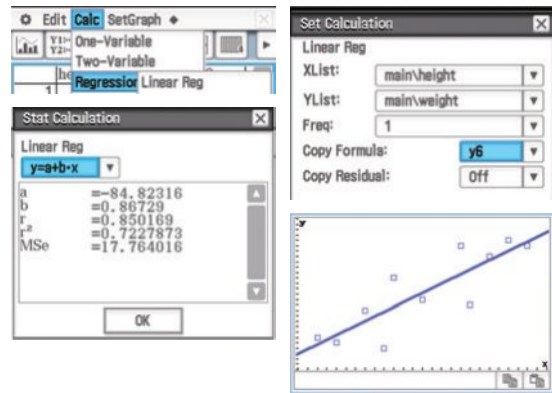 Edit Calc SetGraph
One-Variable
Two-Variable
Regression Linear Reg
1
Stat Calculation
Linear Reg
y=a+b•x
a =-84.82316
b =0.86729
r =0.850169
r² =0.7227873
MSe =17.764016
OK
Set Calculation
Linear Reg
XList: main\height
YList: main\weight
Freq: 1
Copy Formula: y6
Copy Residual: Off
y
x